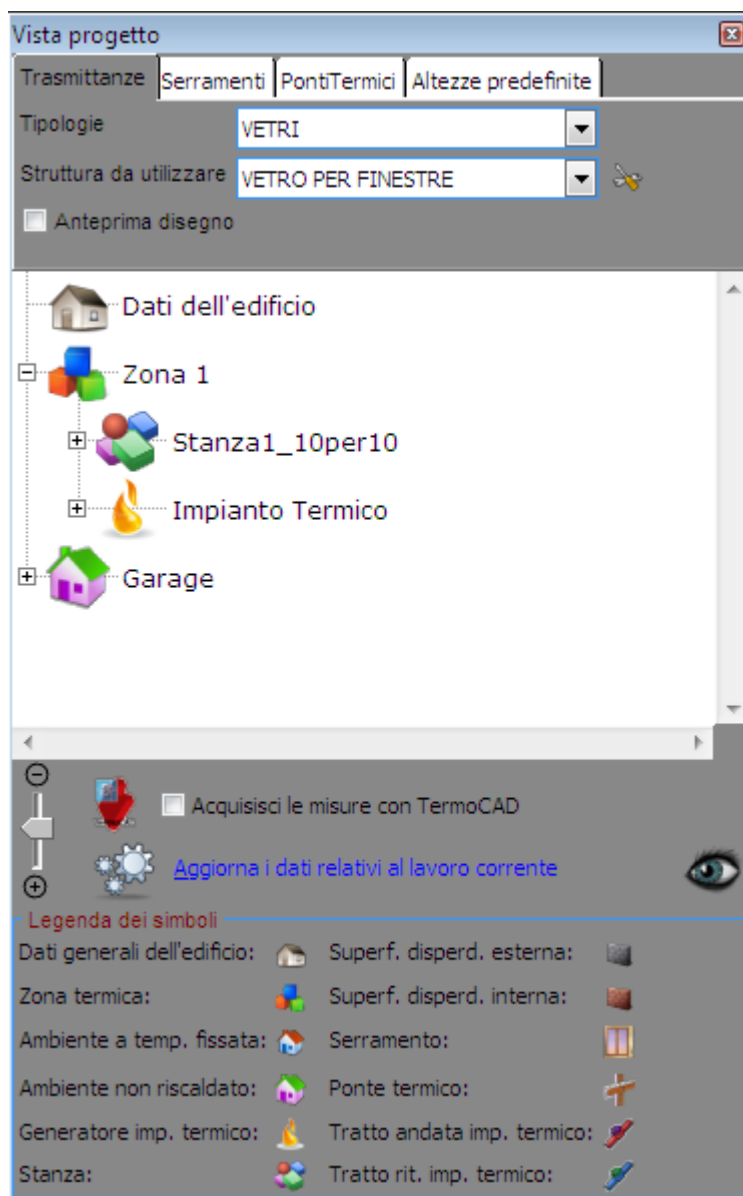 Vista progetto
Trasmittanze Serramenti PontiTermici Altezze predefinite
Tipologie VETRI
Struttura da utilizzare VETRO PER FINESTRE
Anteprima disegno
Dati dell'edificio
Zona 1
Stanza1_10per10
Impianto Termico
Garage
Acquisisci le misure con TermoCAD
Aggiorna i dati relativi al lavoro corrente
Legenda dei simboli
Dati generali dell'edificio: Superf. disperd. esterna:
Zona termica: Superf. disperd. interna:
Ambiente a temp. fissata: Serramento:
Ambiente non riscaldato: Ponte termico:
Generatore imp. termico: Tratto andata imp. termico:
Stanza: Tratto rit. imp. termico: